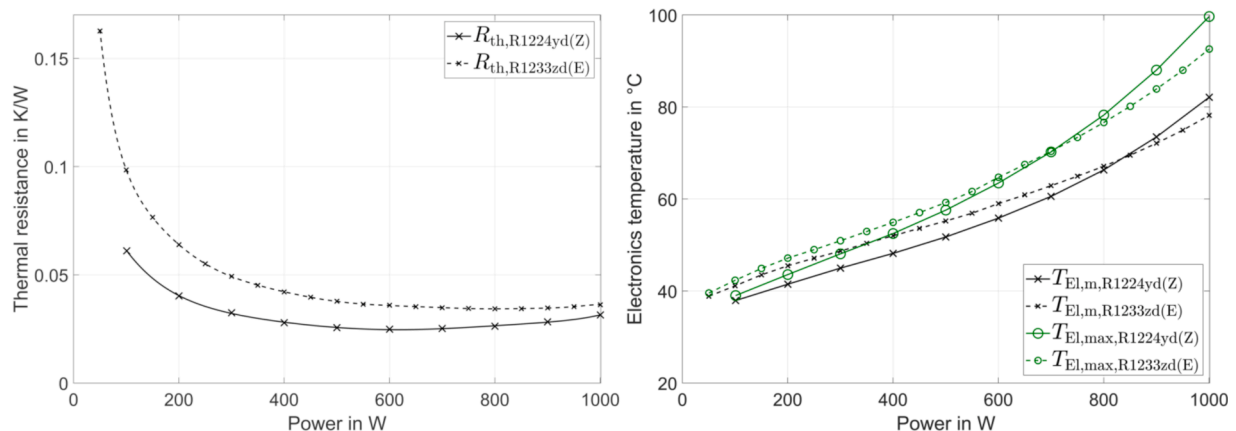 Thermal resistance in K/W
0.15
0.1
0.05
0
0 200 400 600 800 1000
Power in W
R_th,R1224yd(Z)
R_th,R1233zd(E)
Electronics temperature in °C
100
80
60
40
20
0 200 400 600 800 1000
Power in W
T_El,m,R1224yd(Z)
T_El,m,R1233zd(E)
T_El,max,R1224yd(Z)
T_El,max,R1233zd(E)